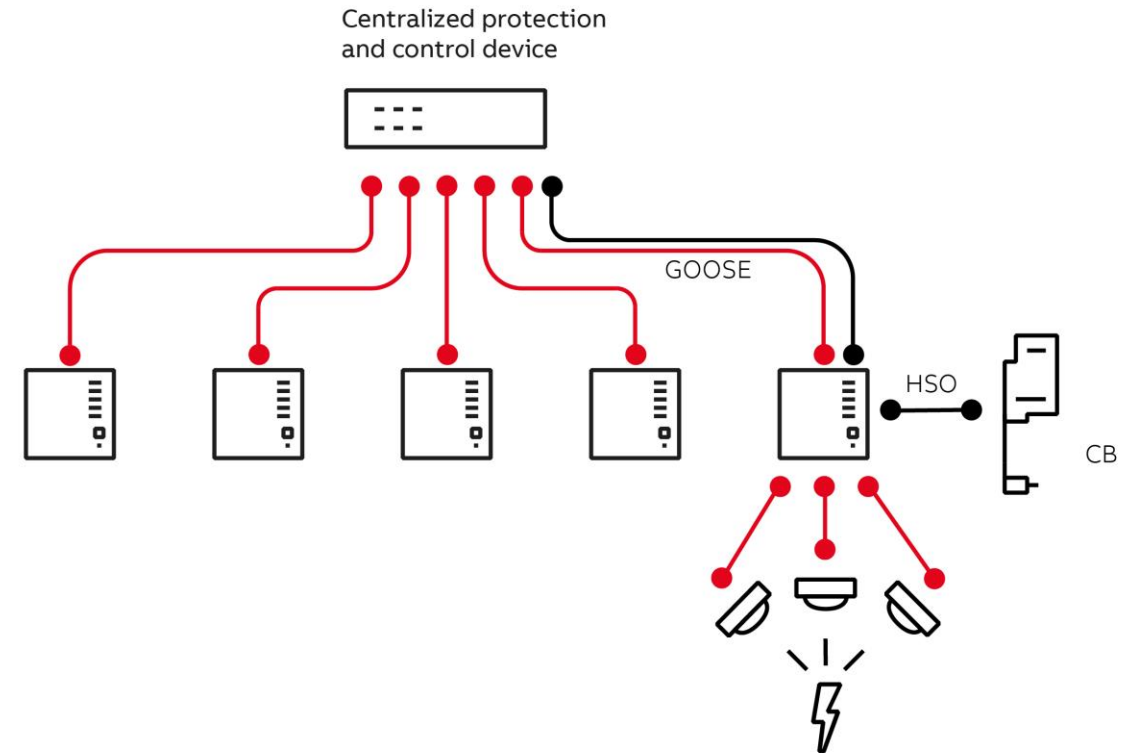 Centralized protection
and control device
GOOSE
HSO
CB